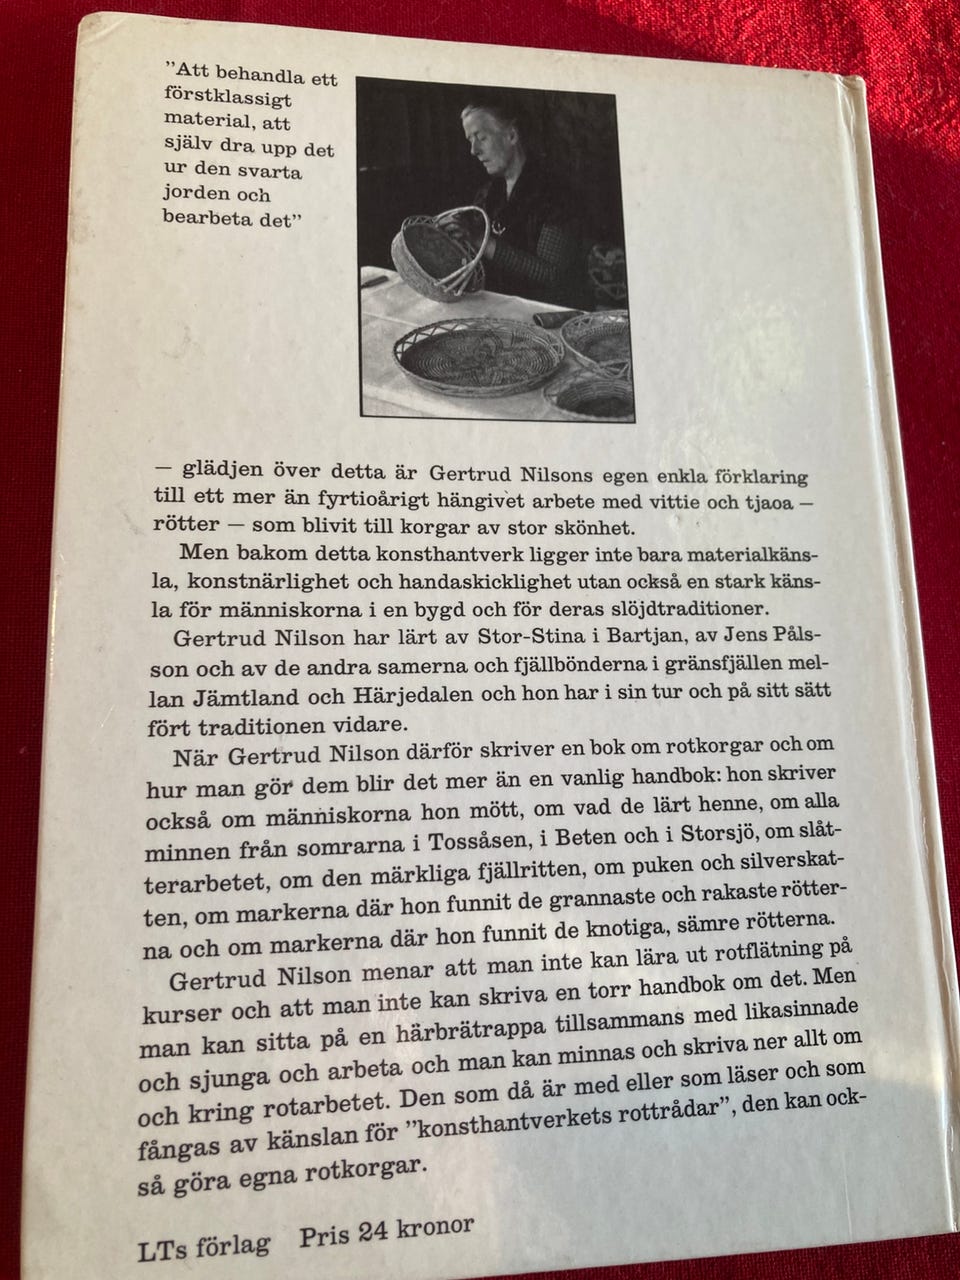 "Att behandla ett
förstklassigt
material, att
själv dra upp det
ur den svarta
jorden och
bearbeta det"
— glädjen över detta är Gertrud Nilsons egen enkla förklaring
till ett mer än fyrtioårigt hängivet arbete med vittie och tjaoa —
rötter — som blivit till korgar av stor skönhet.
Men bakom detta konsthantverk ligger inte bara materialkäns-
la, konstnärlighet och handaskicklighet utan också en stark käns-
la för människorna i en bygd och för deras slöjdtraditioner.
Gertrud Nilson har lärt av Stor-Stina i Bartjan, av Jens Påls-
son och av de andra samerna och fjällbönderna i gränsfjällen mel-
lan Jämtland och Härjedalen och hon har i sin tur och på sitt sätt
fört traditionen vidare.
När Gertrud Nilson därför skriver en bok om rotkorgar och om
hur man gör dem blir det mer än en vanlig handbok: hon skriver
också om människorna hon mött, om vad de lärt henne, om alla
minnen från somrarna i Tossåsen, i Beten och i Storsjö, om slåt-
terarbetet, om den märkliga fjällritten, om puken och silverskat-
ten, om markerna där hon funnit de grannaste och rakaste rötter-
na och om markerna där hon funnit de knotiga, sämre rötterna.
Gertrud Nilson menar att man inte kan lära ut rotflätning på
kurser och att man inte kan skriva en torr handbok om det. Men
man kan sitta på en härbrätrappa tillsammans med likasinnade
och sjunga och arbeta och man kan minnas och skriva ner allt om
och kring rotarbetet. Den som då är med eller som läser och som
fångas av känslan för "konsthantverkets rottrådar", den kan ock-
så göra egna rotkorgar.
LTs förlag Pris 24 kronor